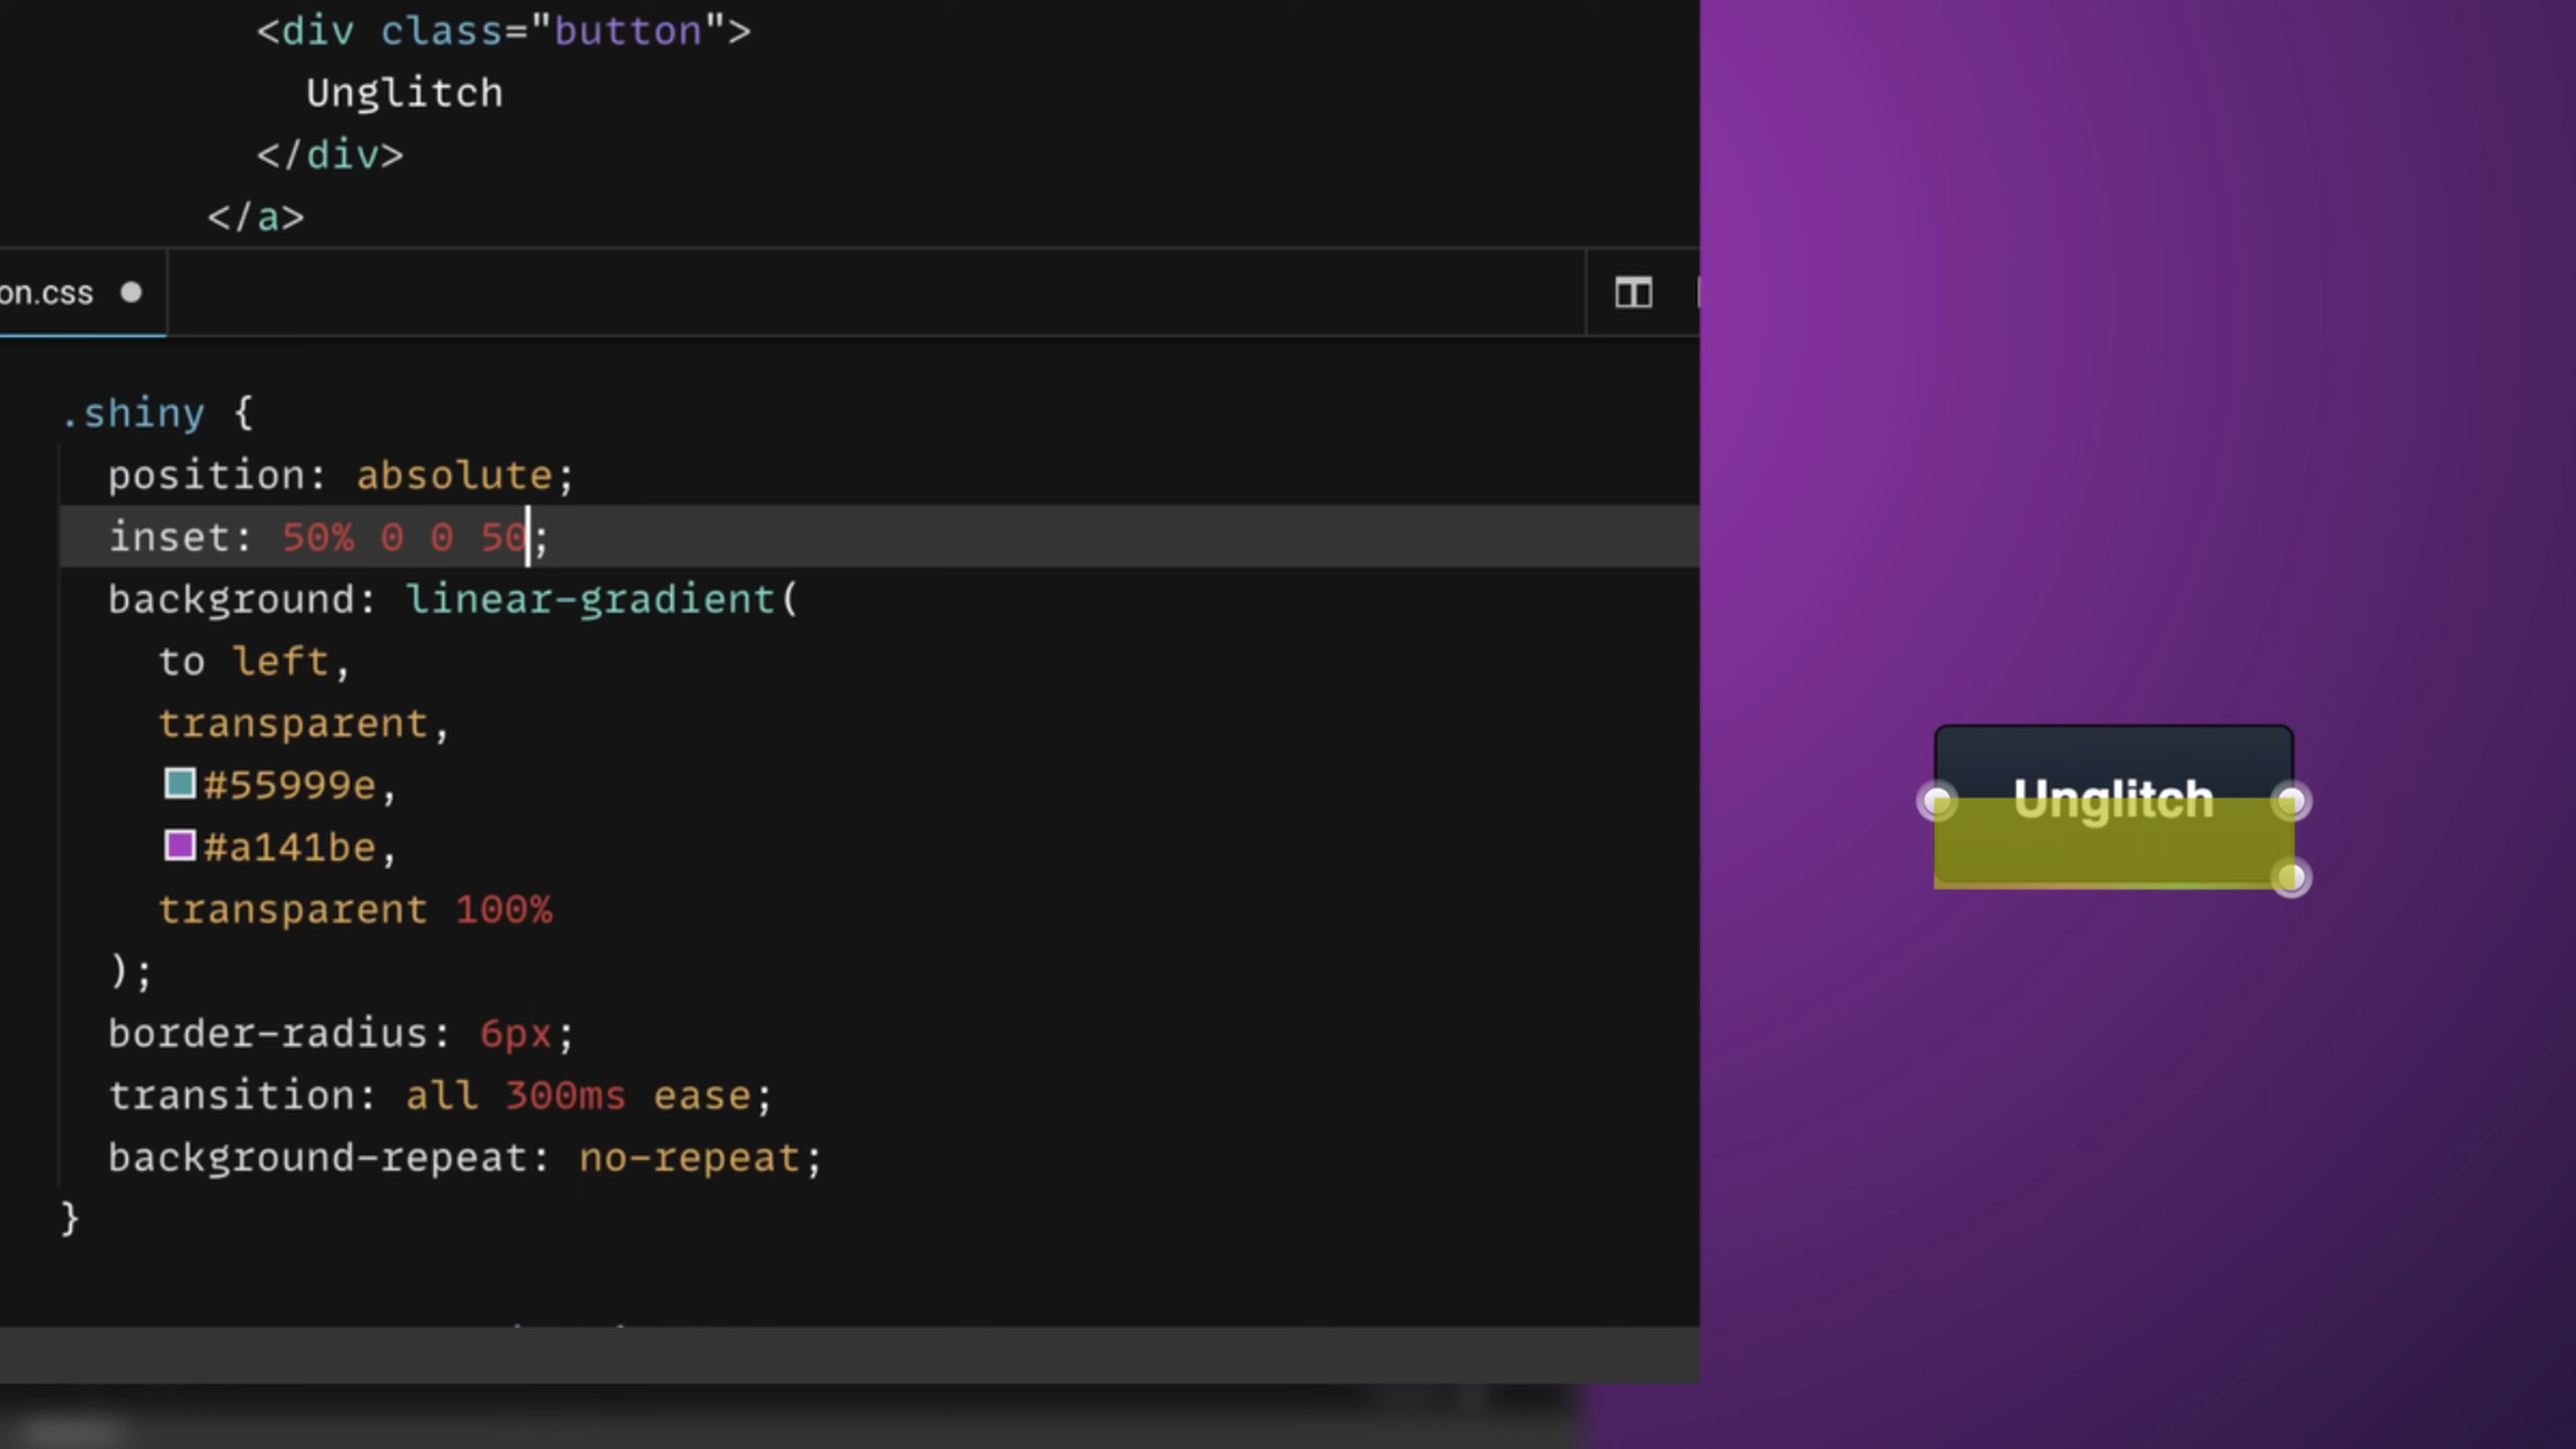 <div class="button">
Unglitch
</div>
</a>
on.css
.shiny {
position: absolute;
inset: 50% 0 0 50;
background: linear-gradient(
to left,
transparent,
#55999e,
#a141be,
transparent 100%
);
border-radius: 6px;
transition: all 300ms ease;
background-repeat: no-repeat;
}
Unglitch